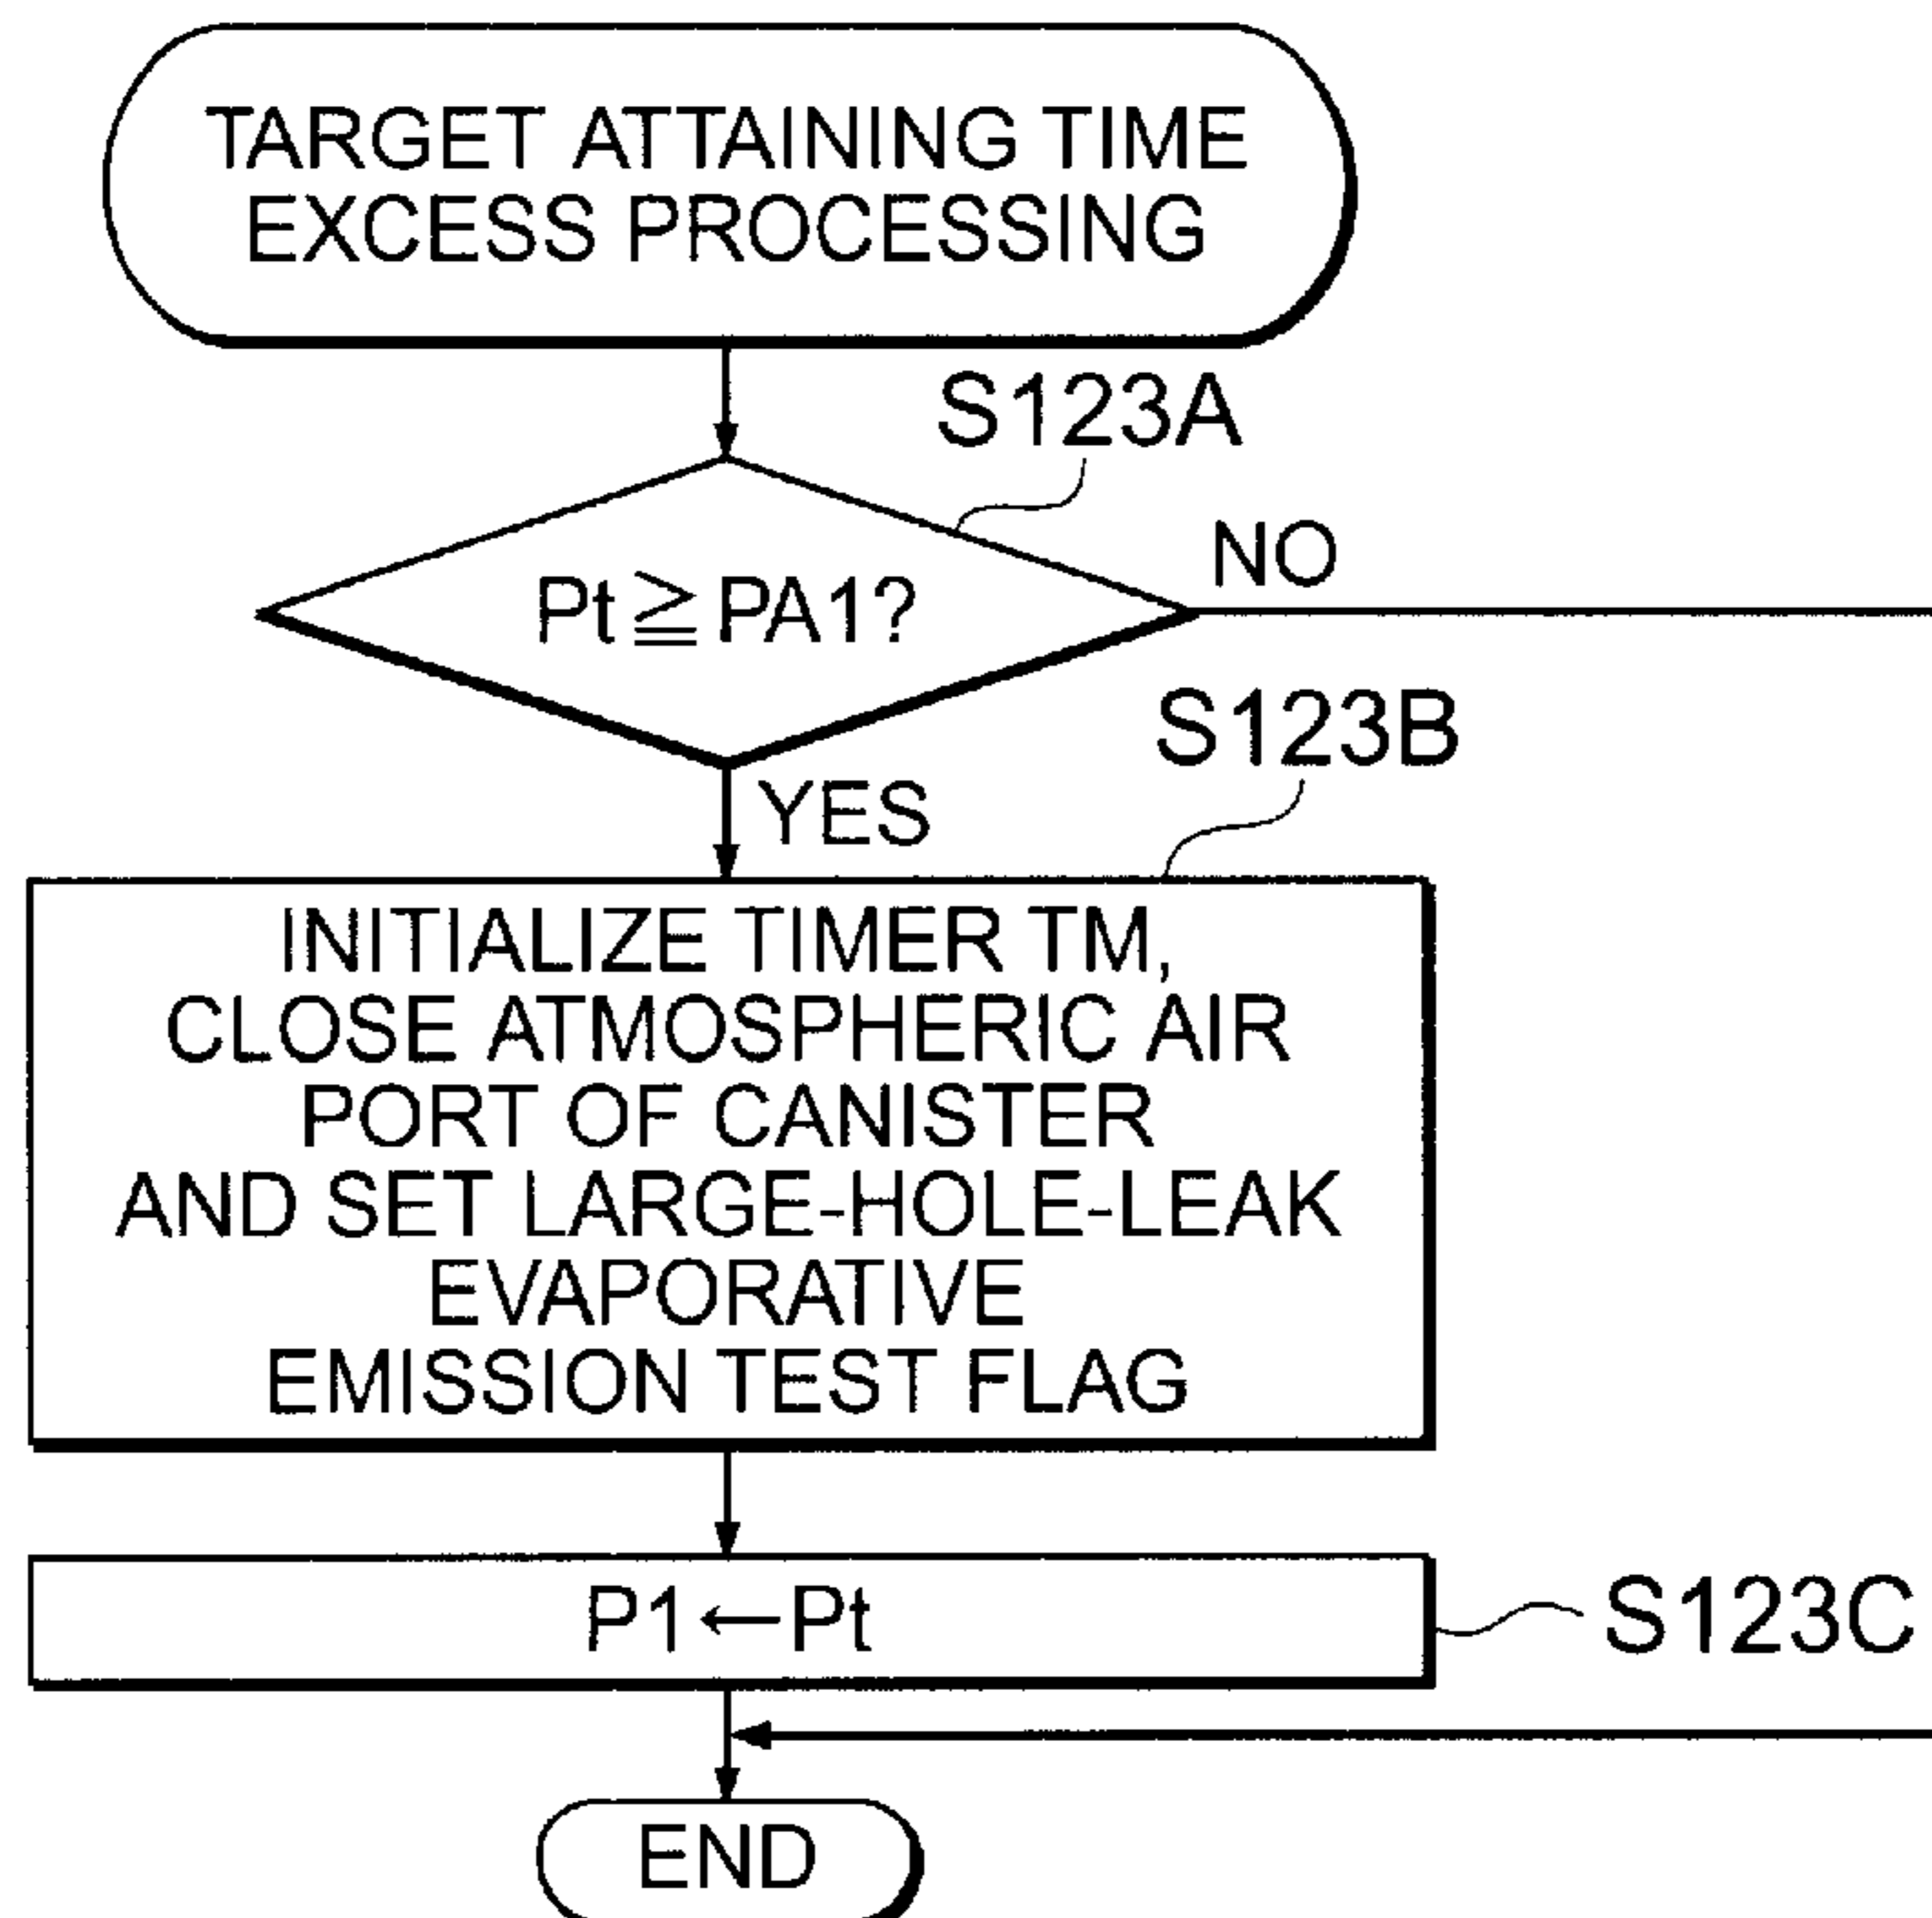 TARGET ATTAINING TIME
EXCESS PROCESSING
S123A
Pt≧PA1?
NO
S123B
YES
INITIALIZE TIMER TM,
CLOSE ATMOSPHERIC AIR
PORT OF CANISTER
AND SET LARGE-HOLE-LEAK
EVAPORATIVE
EMISSION TEST FLAG
P1←Pt
S123C
END